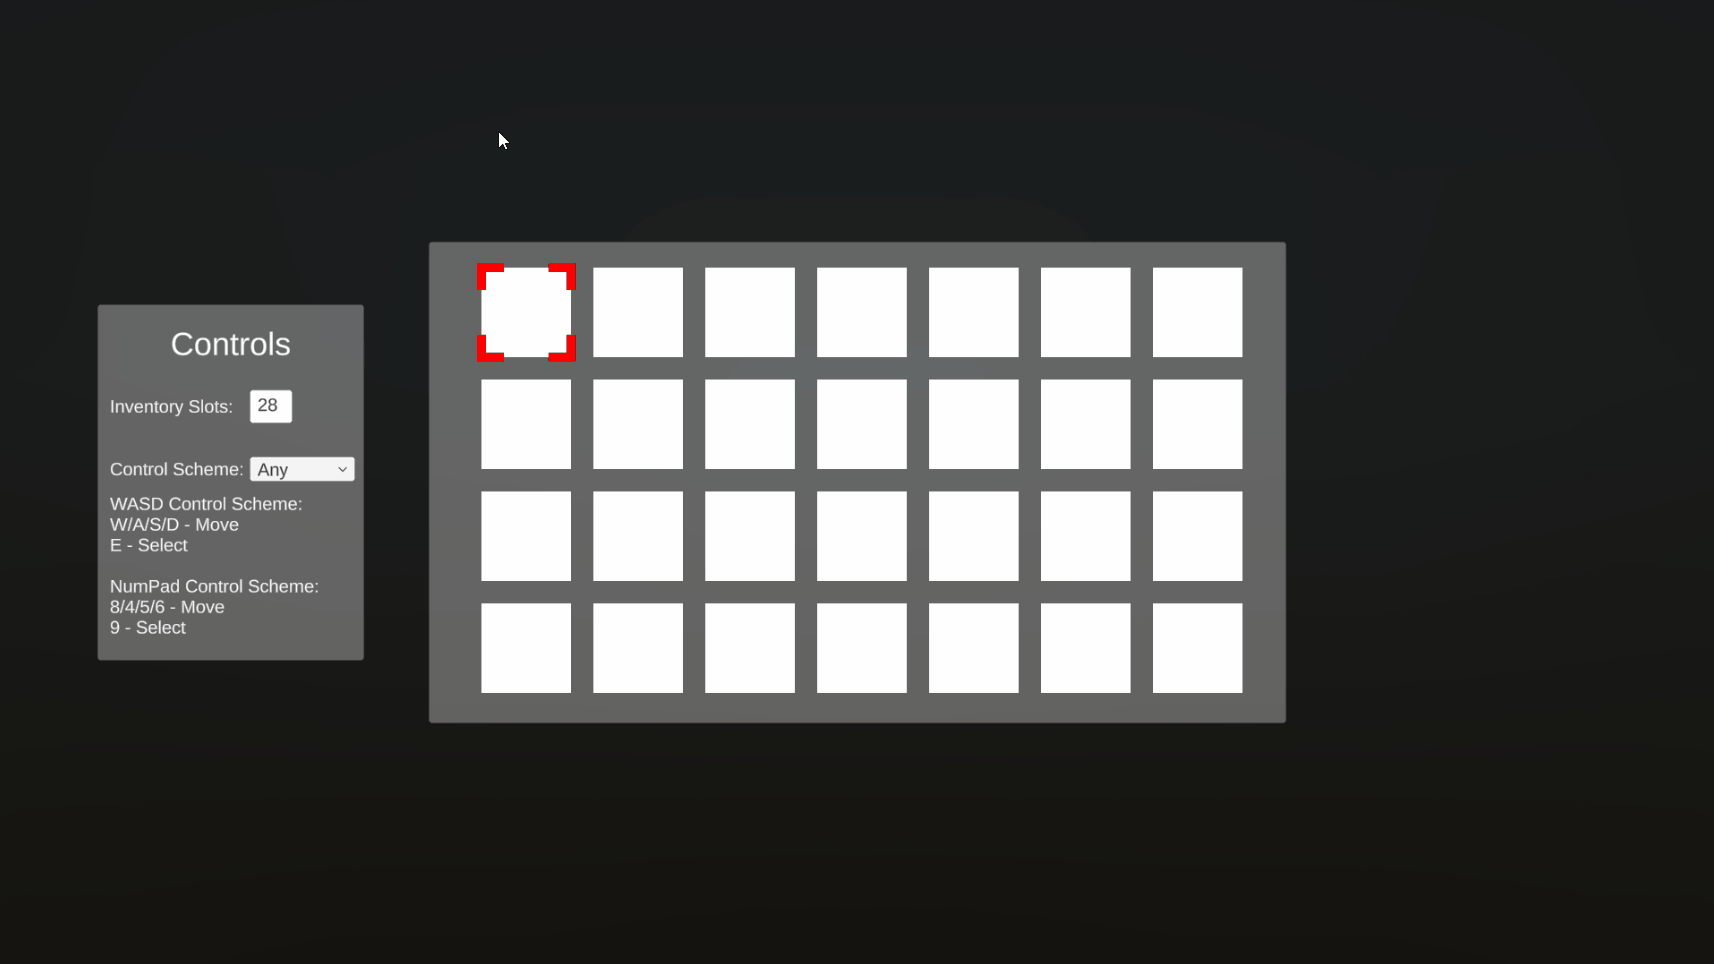 Controls
Inventory Slots: 28
Control Scheme: Any
WASD Control Scheme:
W/A/S/D - Move
E - Select
NumPad Control Scheme:
8/4/5/6 - Move
9 - Select